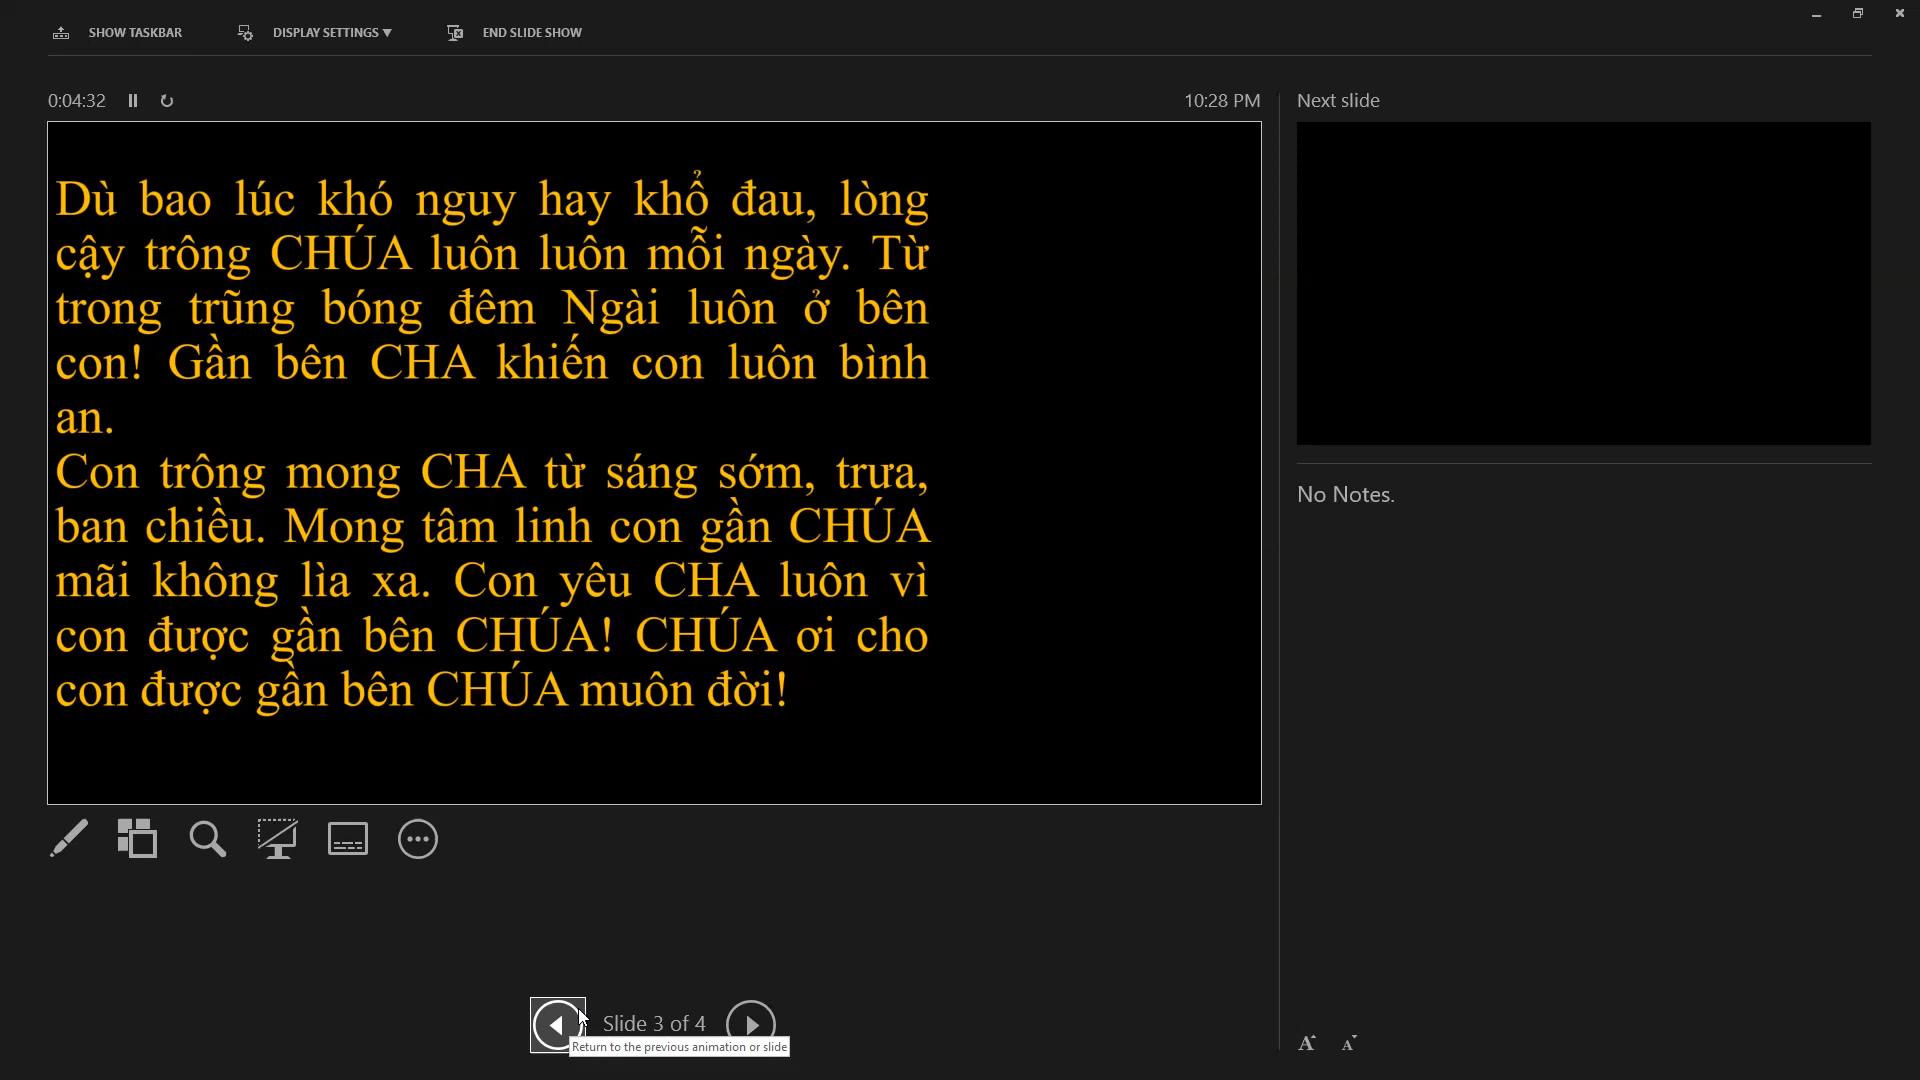 SHOW TASKBAR
DISPLAY SETTINGS ▼
END SLIDE SHOW
0:04:32
10:28 PM
Next slide
Dù bao lúc khó nguy hay khổ đau, lòng
cậy trông CHÚA luôn luôn mỗi ngày. Từ
trong trũng bóng đêm Ngài luôn ở bên
con! Gần bên CHA khiến con luôn bình
an.
Con trông mong CHA từ sáng sớm, trưa,
ban chiều. Mong tâm linh con gần CHÚA
mãi không lìa xa. Con yêu CHA luôn vì
con được gần bên CHÚA! CHÚA ơi cho
con được gần bên CHÚA muôn đời!
No Notes.
Slide 3 of 4
Return to the previous animation or slide
A A